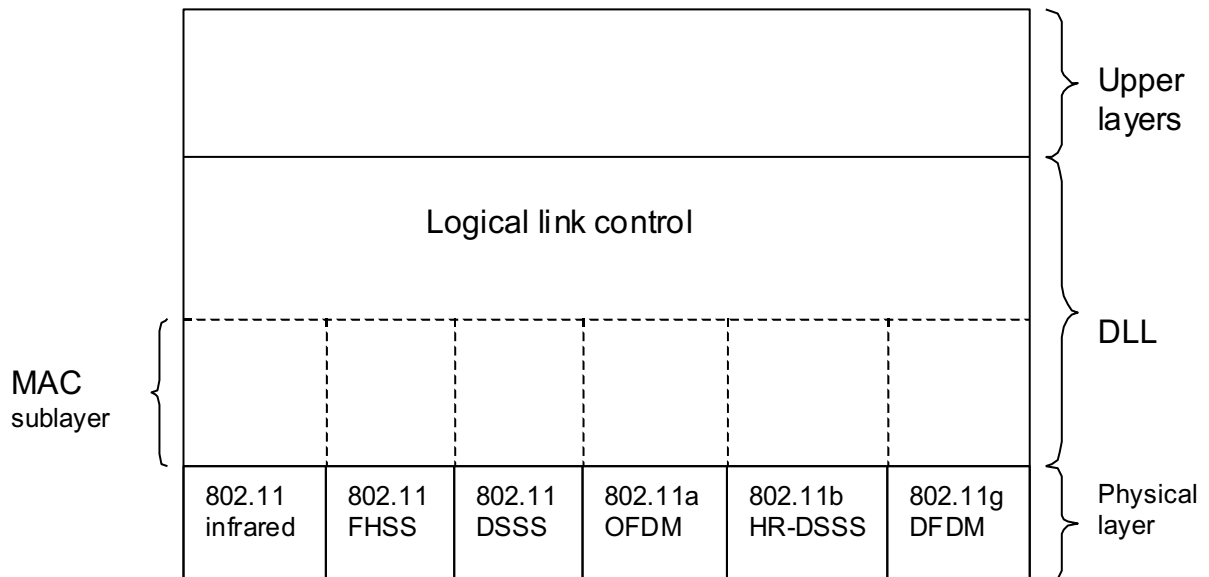 Upper
layers
Logical link control
DLL
MAC
sublayer
802.11
infrared
802.11
FHSS
802.11
DSSS
802.11a
OFDM
802.11b
HR-DSSS
802.11g
DFDM
Physical
layer